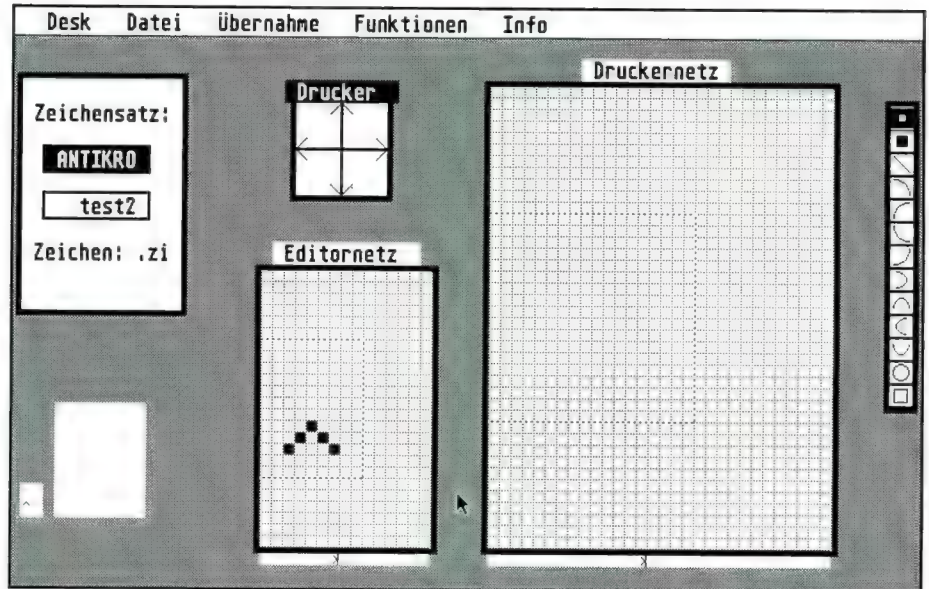 Desk Datei Übernahme Funktionen Info
Zeichensatz:
ANTIKRO
test2
Zeichen: .zi
Drucker
Editornetz
Druckernetz